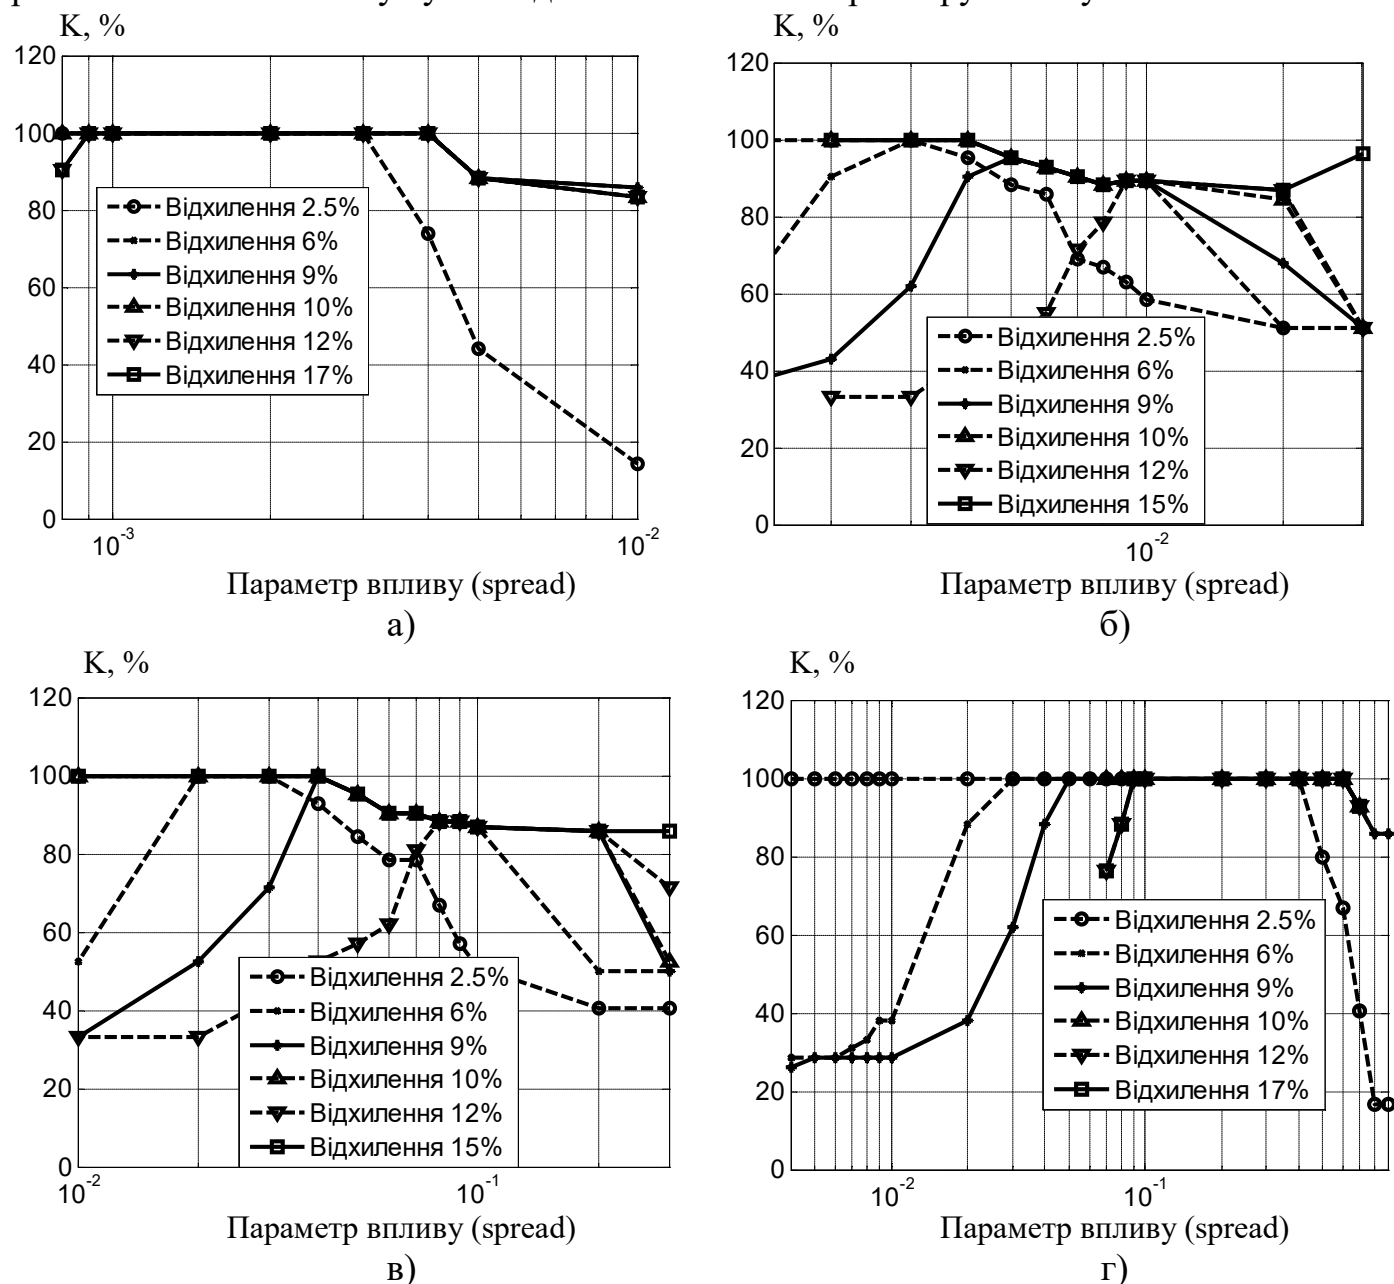 K, %
120
100
80
60
40
20
0
Відхилення 2.5%
Відхилення 6%
Відхилення 9%
Відхилення 10%
Відхилення 12%
Відхилення 17%
10-3
10-2
Параметр впливу (spread)
а)
K, %
120
100
80
60
40
20
0
Відхилення 2.5%
Відхилення 6%
Відхилення 9%
Відхилення 10%
Відхилення 12%
Відхилення 15%
10-2
Параметр впливу (spread)
б)
K, %
120
100
80
60
40
20
0
Відхилення 2.5%
Відхилення 6%
Відхилення 9%
Відхилення 10%
Відхилення 12%
Відхилення 15%
10-2
10-1
Параметр впливу (spread)
в)
K, %
120
100
80
60
40
20
0
Відхилення 2.5%
Відхилення 6%
Відхилення 9%
Відхилення 10%
Відхилення 12%
Відхилення 17%
10-2
10-1
Параметр впливу (spread)
г)